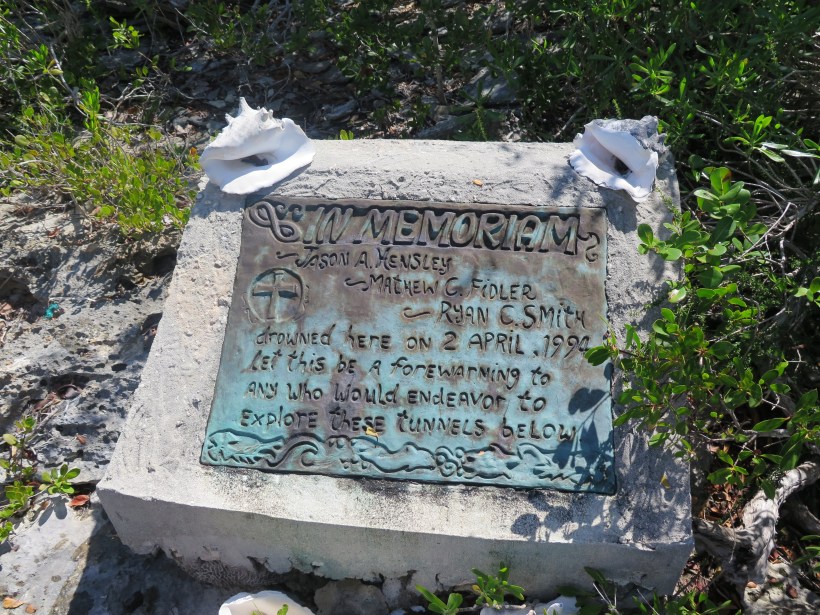 IN MEMORIAM
JASON A. HENSLEY
MATHEW C. FIDLER
RYAN C. SMITH
drowned here on 2 APRIL, 1994
let this be a forewarning to
Any who would endeavor to
Explore these tunnels below